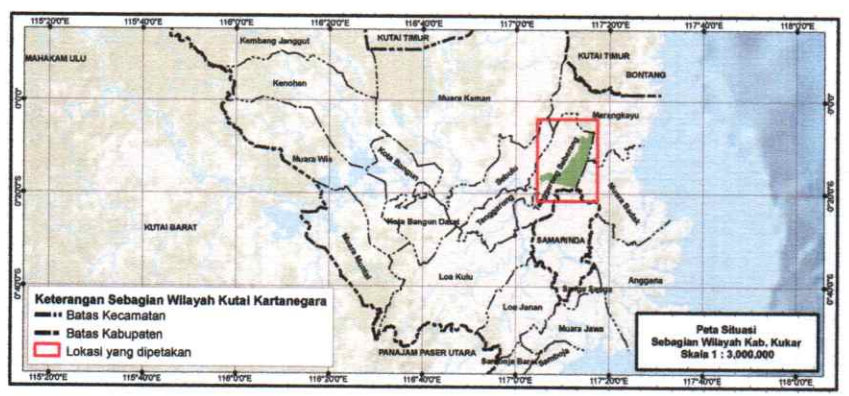 115°20'0"E 115°40'0"E 116°0'0"E 116°20'0"E 116°40'0"E 117°0'0"E 117°20'0"E 117°40'0"E 118°0'0"E
MAHAKAM ULU
Kembang Janggut
KUTAI TIMUR
KUTAI TIMUR
BONTANG
Kenohan
Muara Kaman
0°0'0" 0°0'0"
Marangkayu
Muara Wis
Kota Bangun
Sebulu
0°20'0"S 0°20'0"S
Muara Badak
KUTAI BARAT
Kota Bangun Darat
Tenggarong
Muara Muntai
SAMARINDA
Loa Kulu
Anggana
0°40'0"S 0°40'0"S
Sanga Sanga
Loa Janan
Muara Jawa
PANAJAM PASER UTARA
Samboja Barat
Samboja
Keterangan Sebagian Wilayah Kutai Kartanegara
Batas Kecamatan
Batas Kabupaten
Lokasi yang dipetakan
Peta Situasi
Sebagian Wilayah Kab. Kukar
Skala 1 : 3,000.000
115°20'0"E 115°40'0"E 116°0'0"E 116°20'0"E 116°40'0"E 117°0'0"E 117°20'0"E 117°40'0"E 118°0'0"E